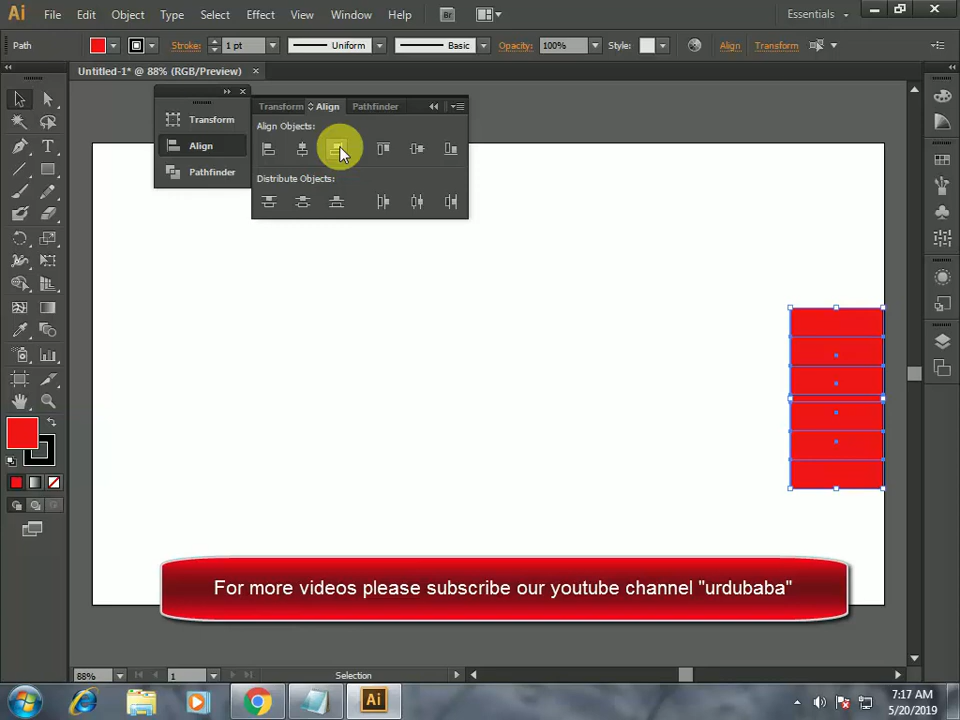 Ai File Edit Object Type Select Effect View Window Help Br Essentials
Path Stroke: 1 pt Uniform Basic Opacity: 100% Style: Align Transform
Untitled-1* @ 88% (RGB/Preview)
Transform
Align
Pathfinder
Transform Align Pathfinder
Align Objects:
Distribute Objects:
For more videos please subscribe our youtube channel "urdubaba"
88% 1 Selection
Ai
7:17 AM
5/20/2019